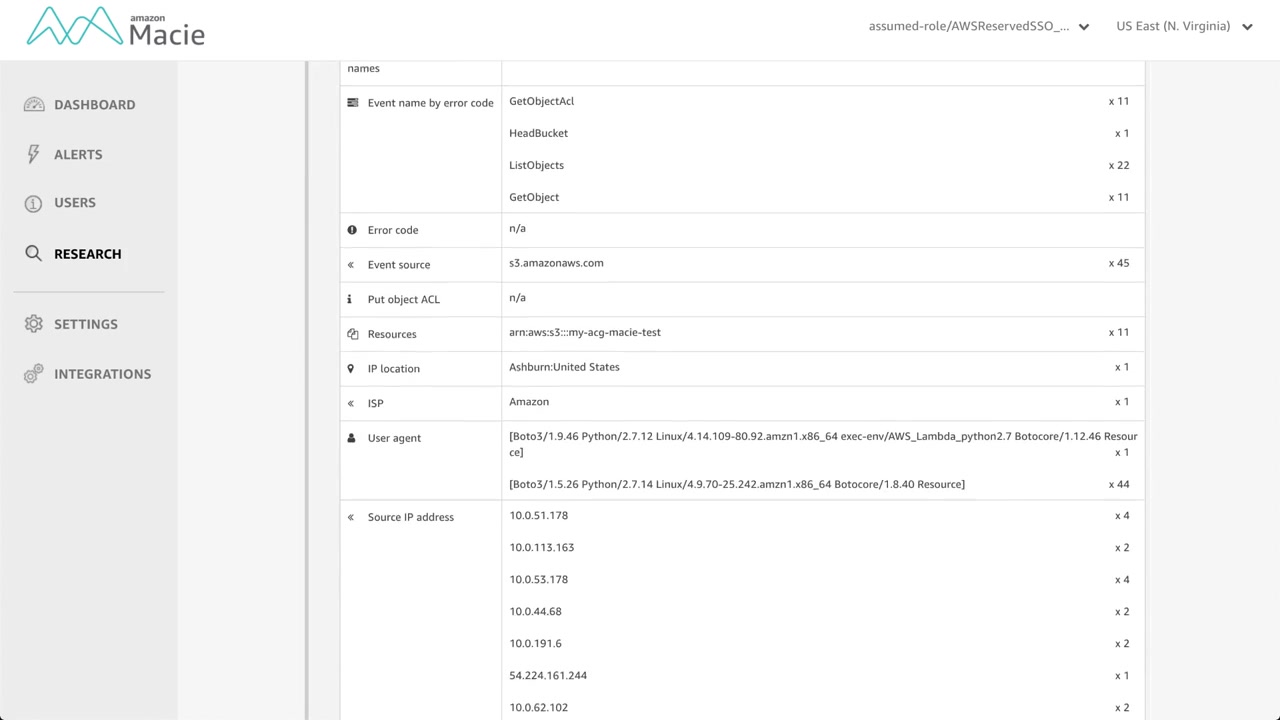 amazon
Macie
assumed-role/AWSReservedSSO_...
US East (N. Virginia)
DASHBOARD
ALERTS
USERS
RESEARCH
SETTINGS
INTEGRATIONS
names
Event name by error code
GetObjectAcl x 11
HeadBucket x 1
ListObjects x 22
GetObject x 11
Error code n/a
Event source s3.amazonaws.com x 45
Put object ACL n/a
Resources arn:aws:s3:::my-acg-macie-test x 11
IP location Ashburn:United States x 1
ISP Amazon x 1
User agent
[Boto3/1.9.46 Python/2.7.12 Linux/4.14.109-80.92.amzn1.x86_64 exec-env/AWS_Lambda_python2.7 Botocore/1.12.46 Resour
ce] x 1
[Boto3/1.5.26 Python/2.7.14 Linux/4.9.70-25.242.amzn1.x86_64 Botocore/1.8.40 Resource] x 44
Source IP address
10.0.51.178 x 4
10.0.113.163 x 2
10.0.53.178 x 4
10.0.44.68 x 2
10.0.191.6 x 2
54.224.161.244 x 1
10.0.62.102 x 2